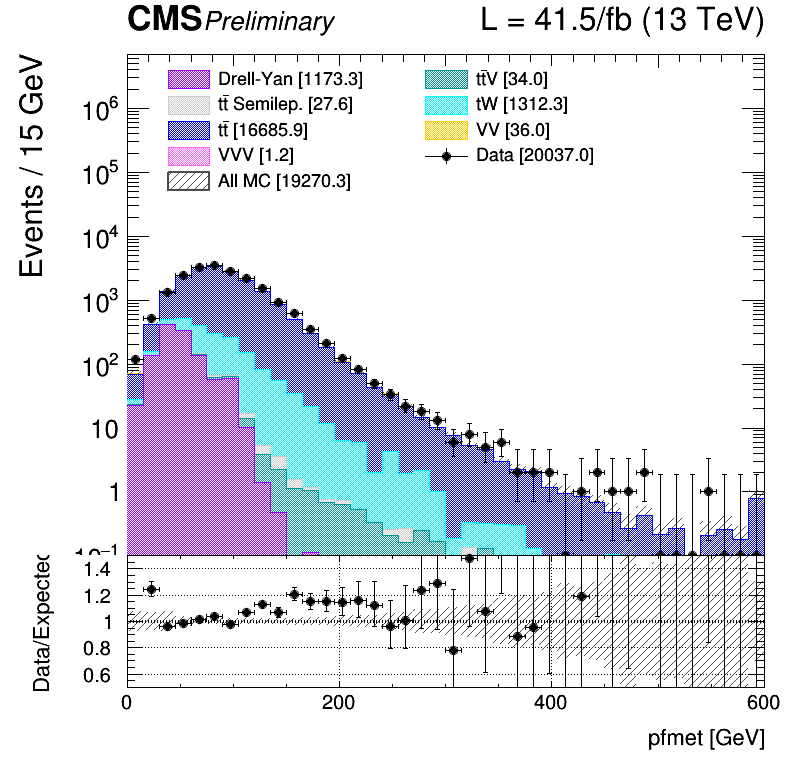 CMS Preliminary L = 41.5/fb (13 TeV)
Events / 15 GeV
Drell-Yan [1173.3]
tt̄ Semilep. [27.6]
tt̄ [16685.9]
VVV [1.2]
All MC [19270.3]
tt̄V [34.0]
tW [1312.3]
VV [36.0]
Data [20037.0]
10⁶
10⁵
10⁴
10³
10²
10
1
10⁻¹
Data/Expected
1.4
1.2
1
0.8
0.6
0 200 400 600
pfmet [GeV]